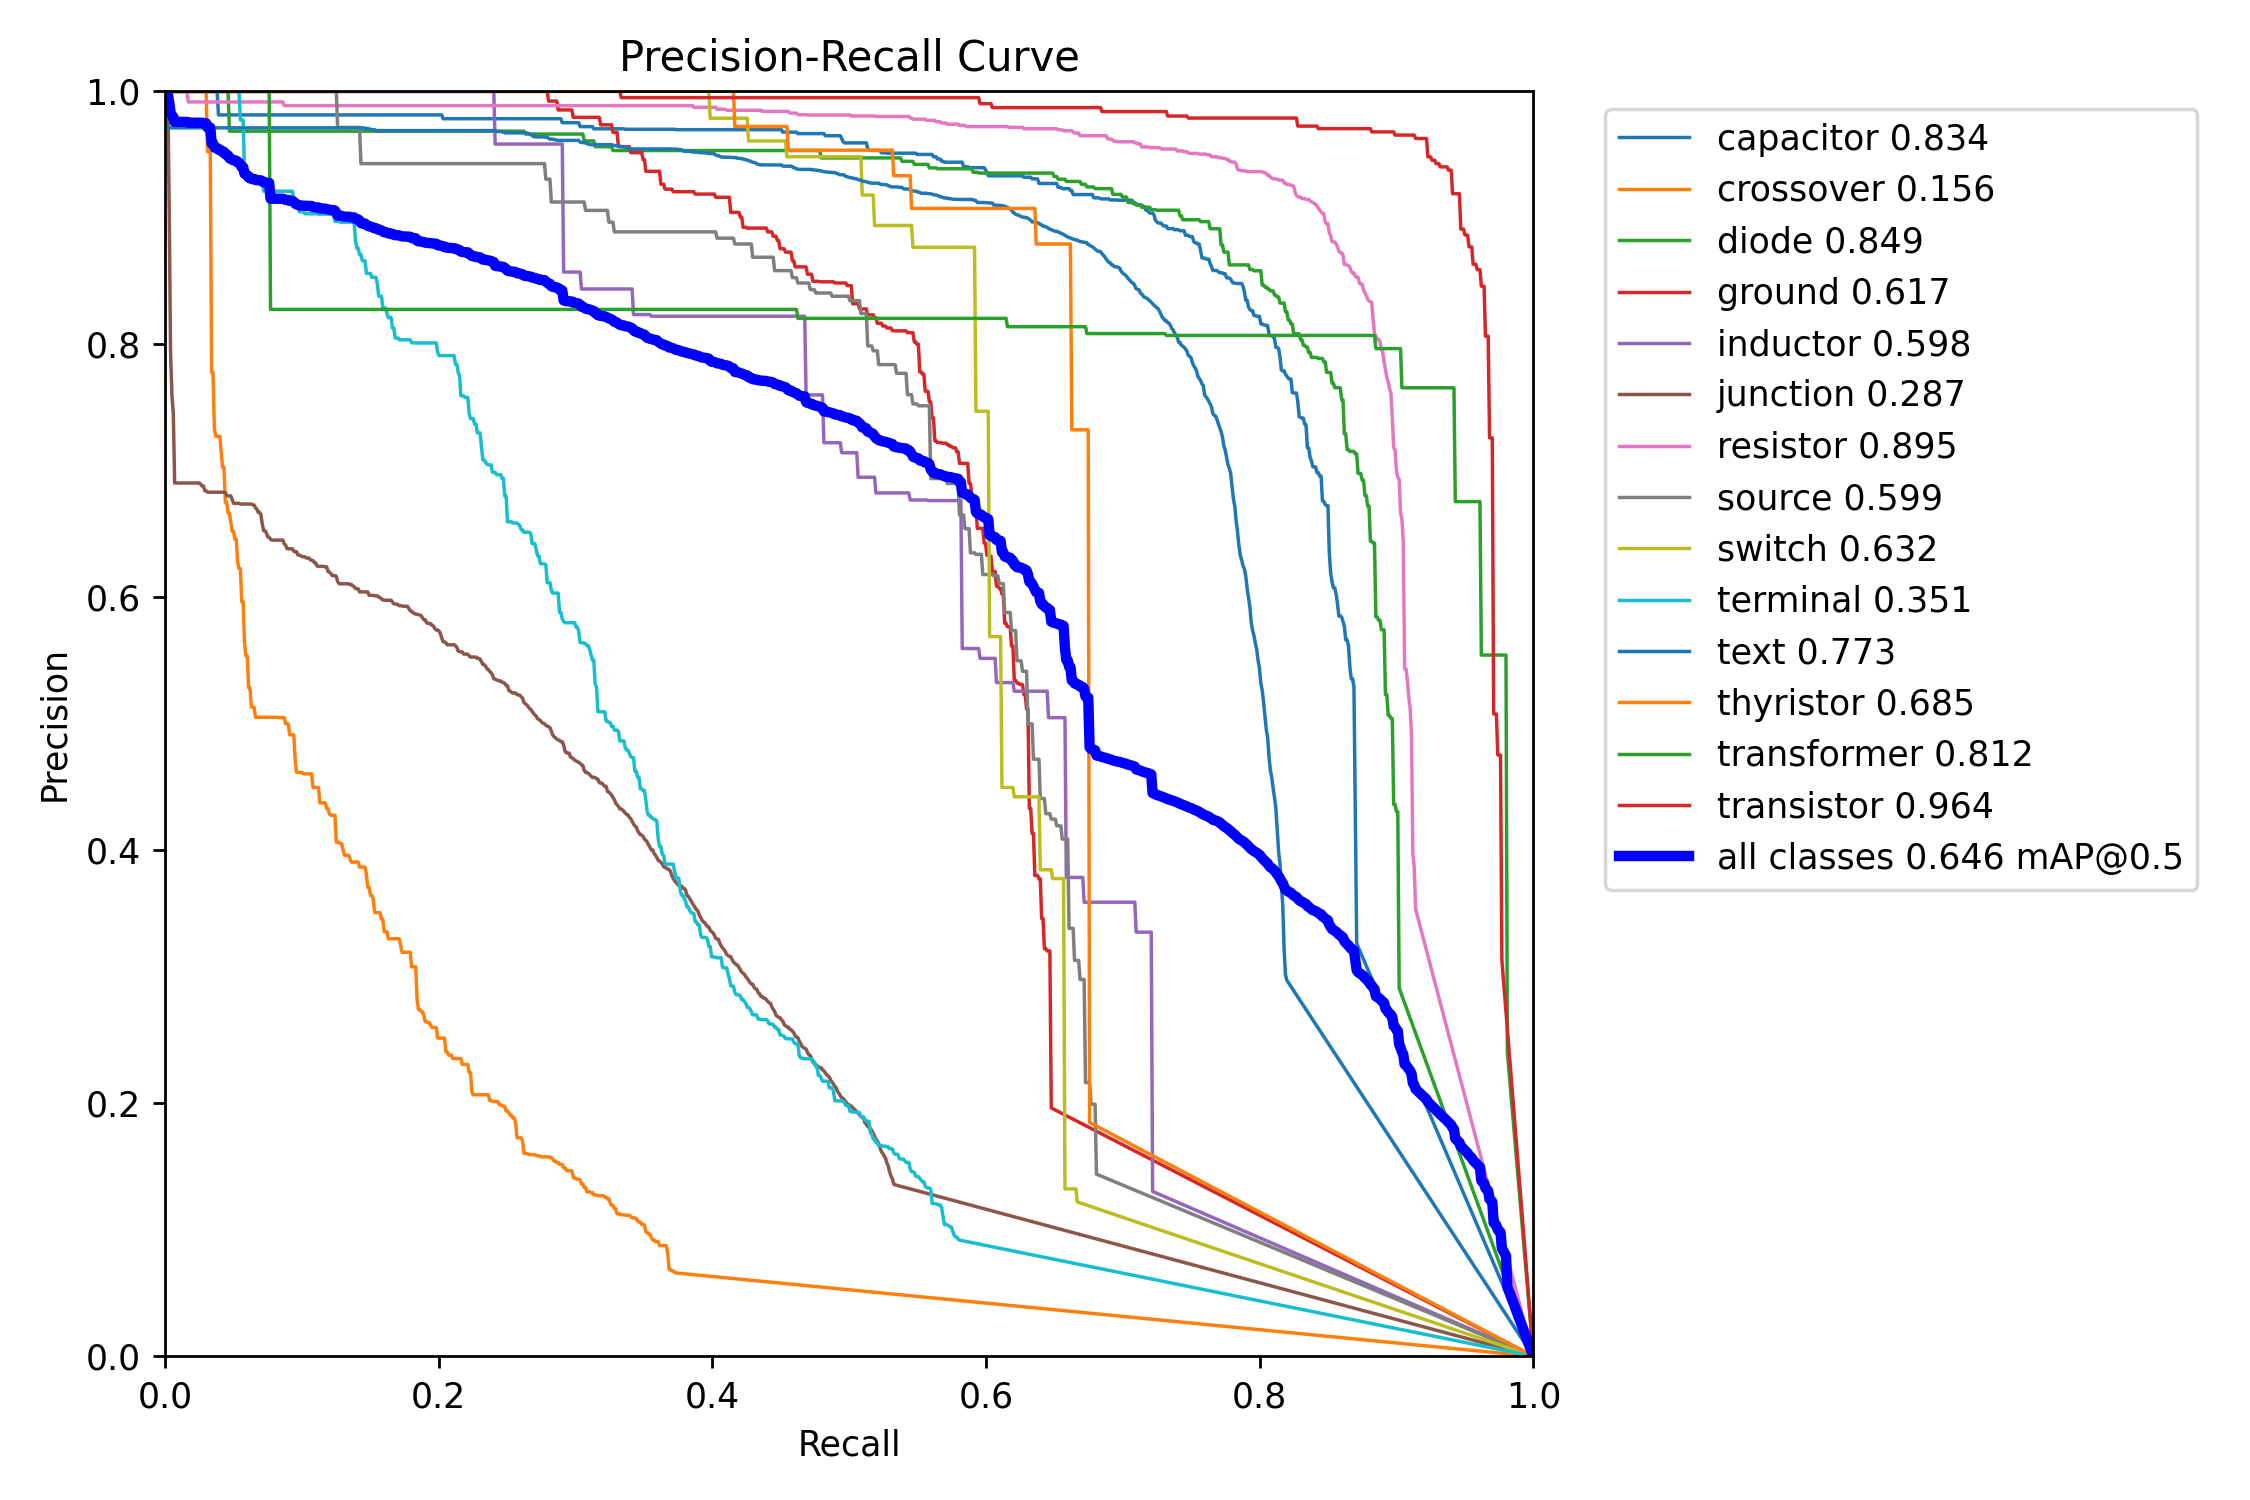 Precision-Recall Curve
1.0
0.8
0.6
0.4
0.2
0.0
Precision
0.0 0.2 0.4 0.6 0.8 1.0
Recall
capacitor 0.834
crossover 0.156
diode 0.849
ground 0.617
inductor 0.598
junction 0.287
resistor 0.895
source 0.599
switch 0.632
terminal 0.351
text 0.773
thyristor 0.685
transformer 0.812
transistor 0.964
all classes 0.646 mAP@0.5